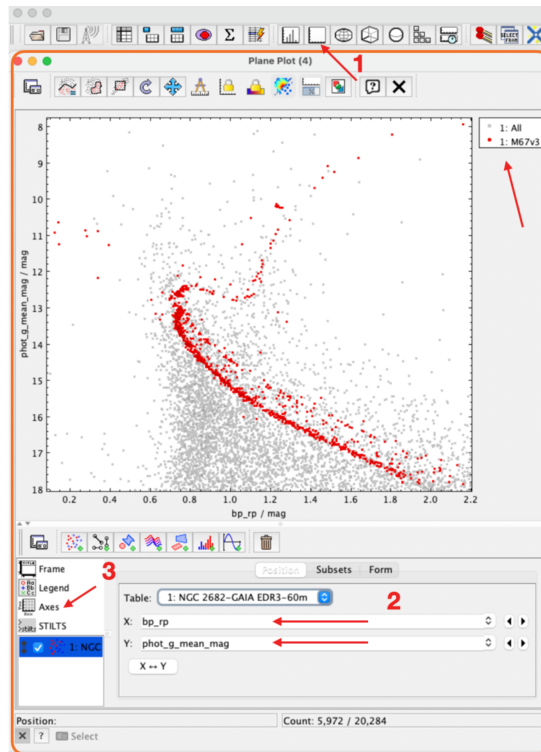 Σ
SELECT
1
Plane Plot (4)
8
9
10
11
12
13
14
15
16
17
18
phot_g_mean_mag / mag
0.2 0.4 0.6 0.8 1.0 1.2 1.4 1.6 1.8 2.0 2.2
bp_rp / mag
1: All
1: M67v3
3
Frame
Legend
Axes
STILTS
1: NGC
Position Subsets Form
Table: 1: NGC 2682-GAIA EDR3-60m
2
X: bp_rp
Y: phot_g_mean_mag
X ↔ Y
Position:
Count: 5,972 / 20,284
? Select